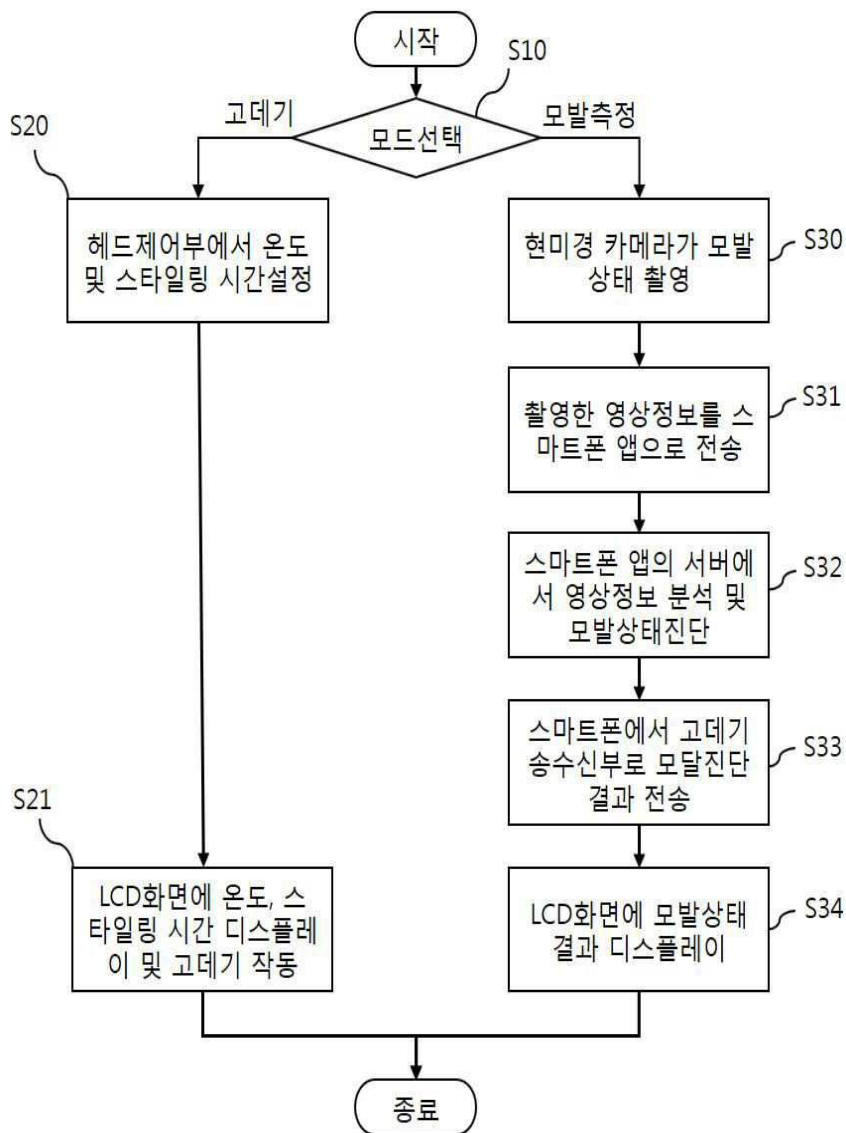 시작
S10
고데기
모드선택
모발측정
S20
헤드제어부에서 온도
및 스타일링 시간설정
현미경 카메라가 모발
상태 촬영
S30
촬영한 영상정보를 스
마트폰 앱으로 전송
S31
스마트폰 앱의 서버에
서 영상정보 분석 및
모발상태진단
S32
스마트폰에서 고데기
송수신부로 모달진단
결과 전송
S33
S21
LCD화면에 온도, 스
타일링 시간 디스플레
이 및 고데기 작동
LCD화면에 모발상태
결과 디스플레이
S34
종료